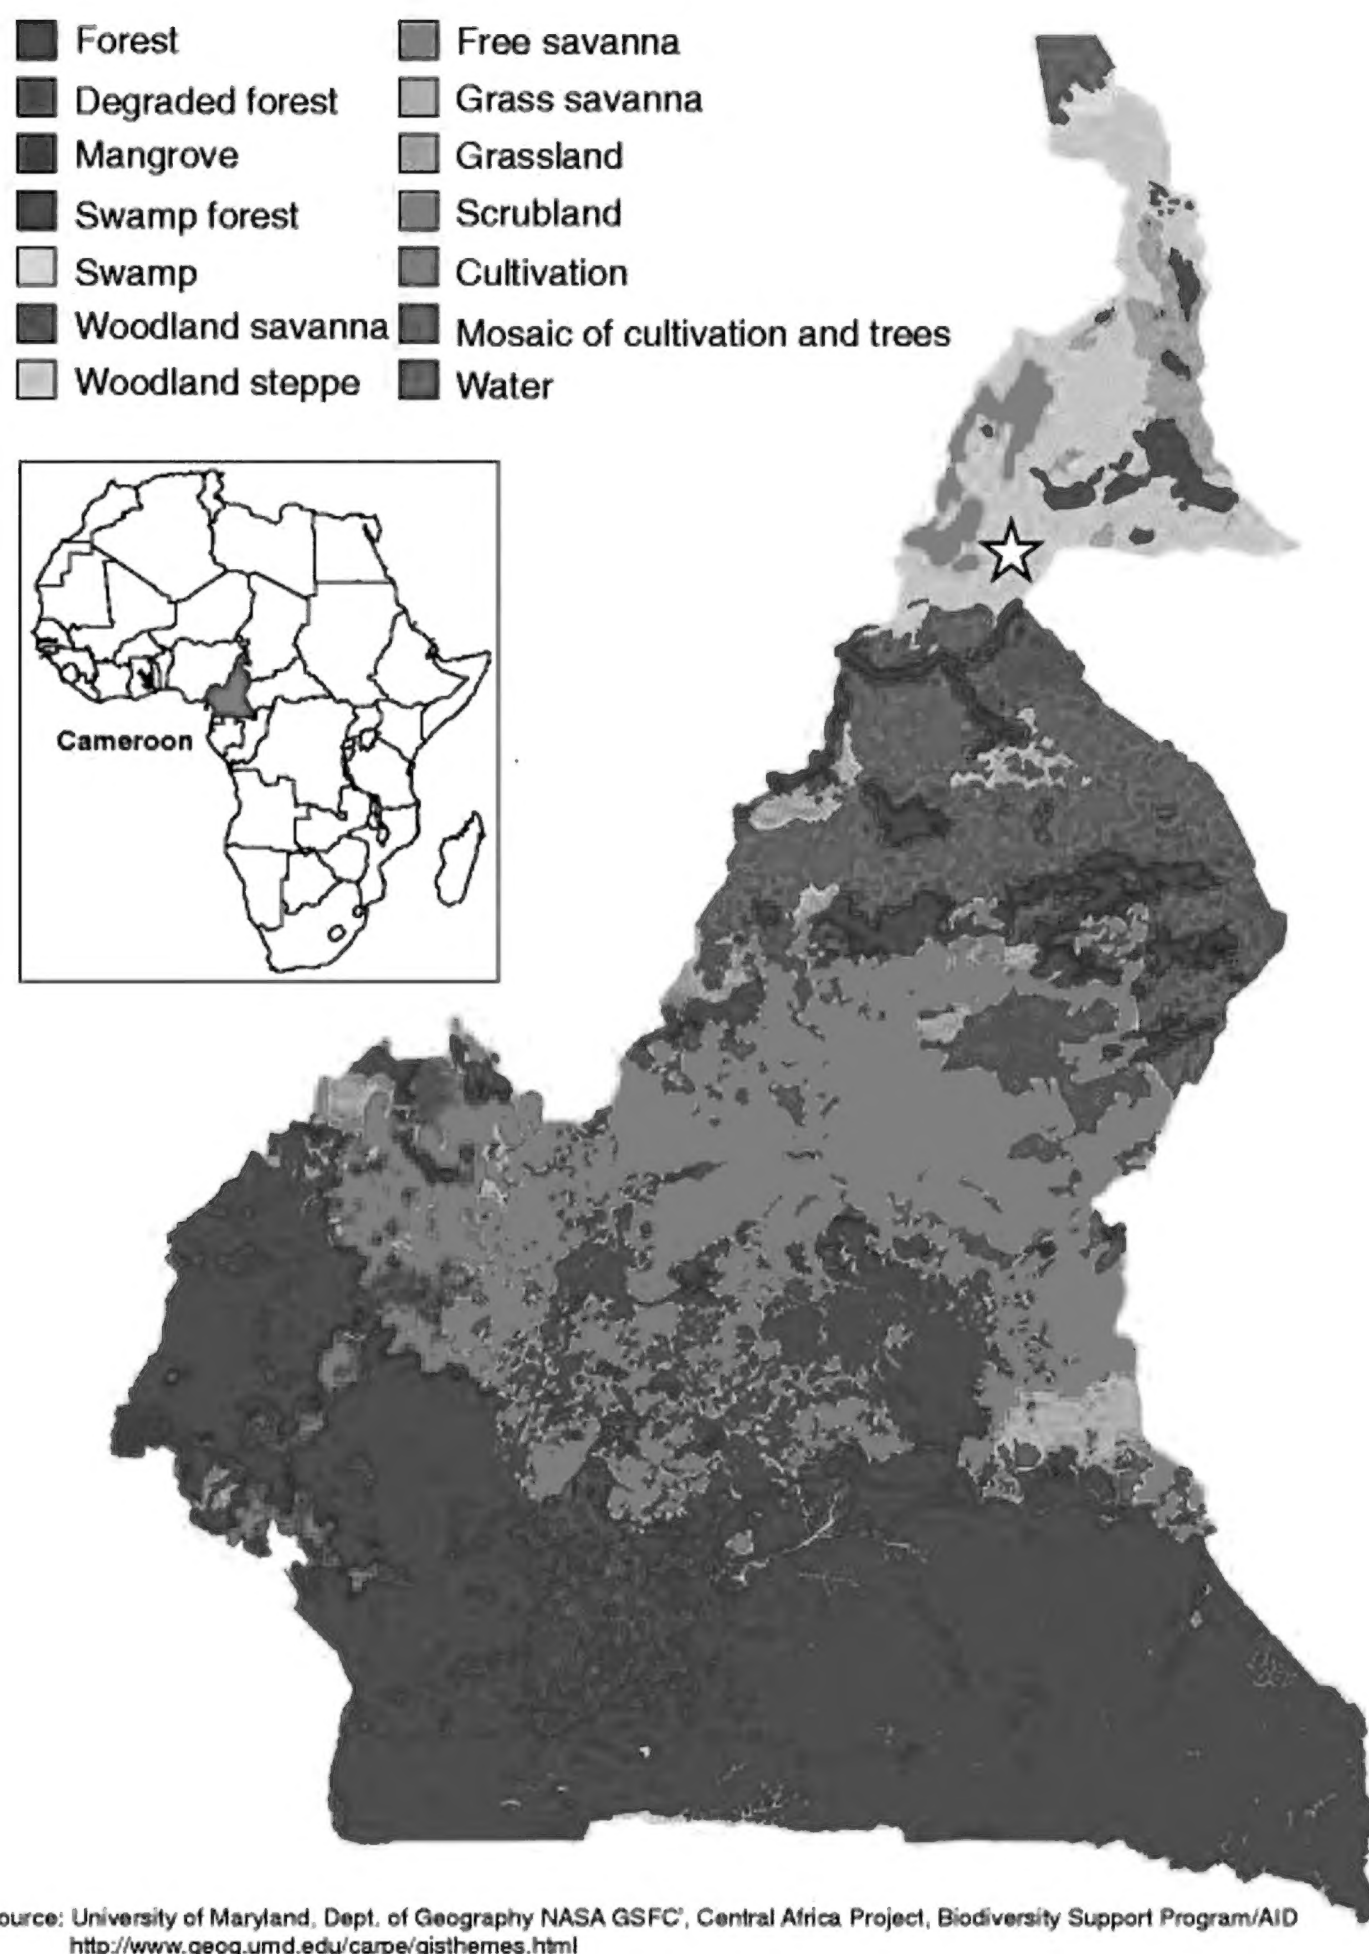 Forest
Degraded forest
Mangrove
Swamp forest
Swamp
Woodland savanna
Woodland steppe
Free savanna
Grass savanna
Grassland
Scrubland
Cultivation
Mosaic of cultivation and trees
Water
Cameroon
ource: University of Maryland, Dept. of Geography NASA GSFC', Central Africa Project, Biodiversity Support Program/AID
http://www.geog.umd.edu/carpe/gisthemes.html